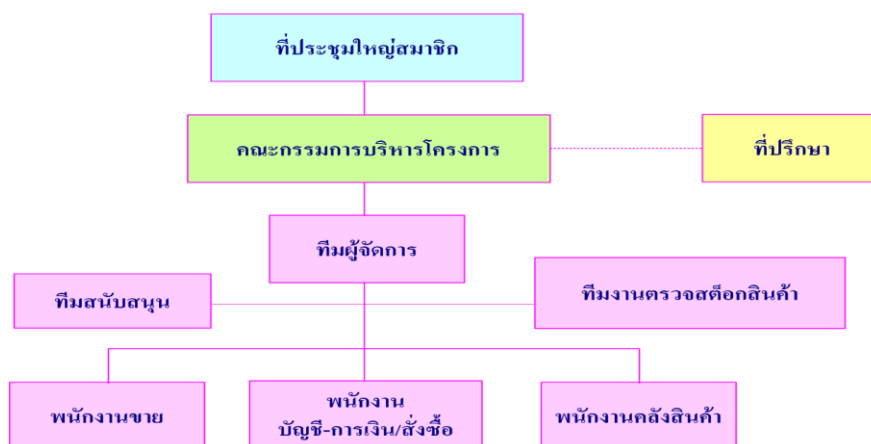 ที่ประชุมใหญ่สมาชิก
คณะกรรมการบริหารโครงการ
ที่ปรึกษา
ทีมผู้จัดการ
ทีมสนับสนุน
ทีมงานตรวจสต็อกสินค้า
พนักงานขาย
พนักงาน
บัญชี-การเงิน/สั่งซื้อ
พนักงานคลังสินค้า